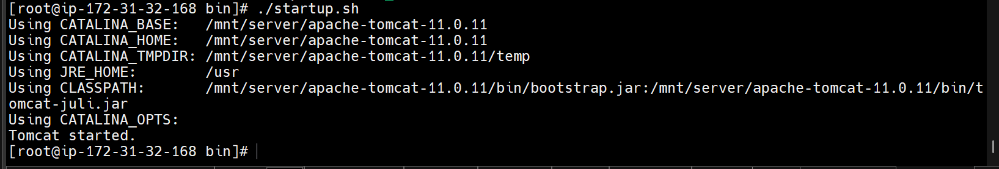 [root@ip-172-31-32-168 bin]# ./startup.sh
Using CATALINA_BASE:   /mnt/server/apache-tomcat-11.0.11
Using CATALINA_HOME:   /mnt/server/apache-tomcat-11.0.11
Using CATALINA_TMPDIR: /mnt/server/apache-tomcat-11.0.11/temp
Using JRE_HOME:        /usr
Using CLASSPATH:       /mnt/server/apache-tomcat-11.0.11/bin/bootstrap.jar:/mnt/server/apache-tomcat-11.0.11/bin/t
omcat-juli.jar
Using CATALINA_OPTS:
Tomcat started.
[root@ip-172-31-32-168 bin]#